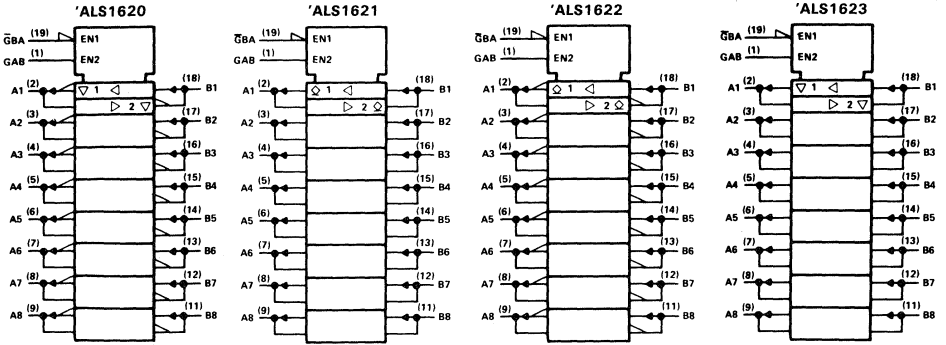 'ALS1620
G̅BA (19) EN1
GAB (1) EN2
A1 (2) ▽ 1 ◁ (18) B1
▷ 2 ▽
A2 (3) (17) B2
A3 (4) (16) B3
A4 (5) (15) B4
A5 (6) (14) B5
A6 (7) (13) B6
A7 (8) (12) B7
A8 (9) (11) B8
'ALS1621
G̅BA (19) EN1
GAB (1) EN2
A1 (2) 1 ◁ (18) B1
▷ 2
A2 (3) (17) B2
A3 (4) (16) B3
A4 (5) (15) B4
A5 (6) (14) B5
A6 (7) (13) B6
A7 (8) (12) B7
A8 (9) (11) B8
'ALS1622
G̅BA (19) EN1
GAB (1) EN2
A1 (2) 1 ◁ (18) B1
▷ 2
A2 (3) (17) B2
A3 (4) (16) B3
A4 (5) (15) B4
A5 (6) (14) B5
A6 (7) (13) B6
A7 (8) (12) B7
A8 (9) (11) B8
'ALS1623
G̅BA (19) EN1
GAB (1) EN2
A1 (2) ▽ 1 ◁ (18) B1
▷ 2 ▽
A2 (3) (17) B2
A3 (4) (16) B3
A4 (5) (15) B4
A5 (6) (14) B5
A6 (7) (13) B6
A7 (8) (12) B7
A8 (9) (11) B8